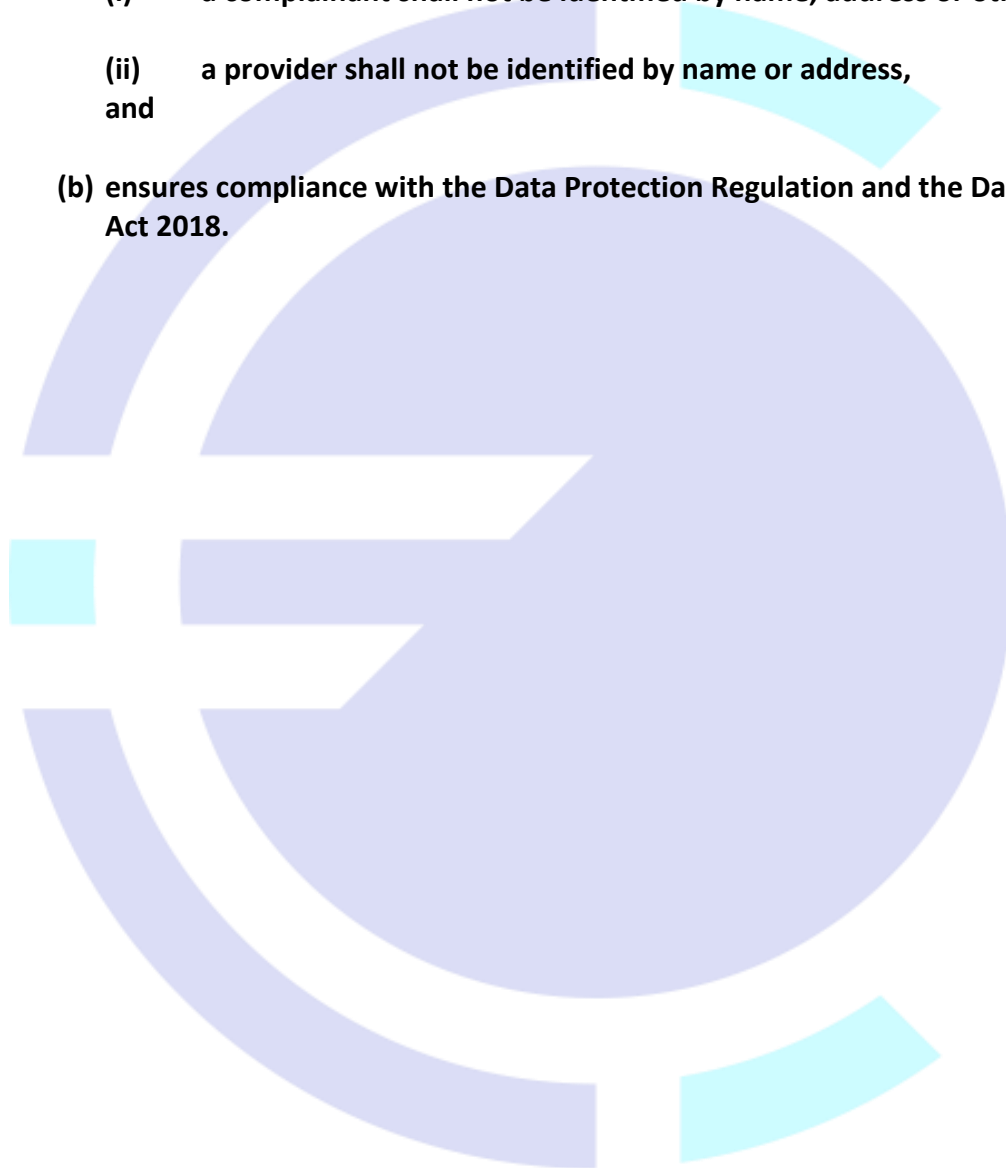 (ii) a provider shall not be identified by name or address,
and
(b) ensures compliance with the Data Protection Regulation and the Da
Act 2018.